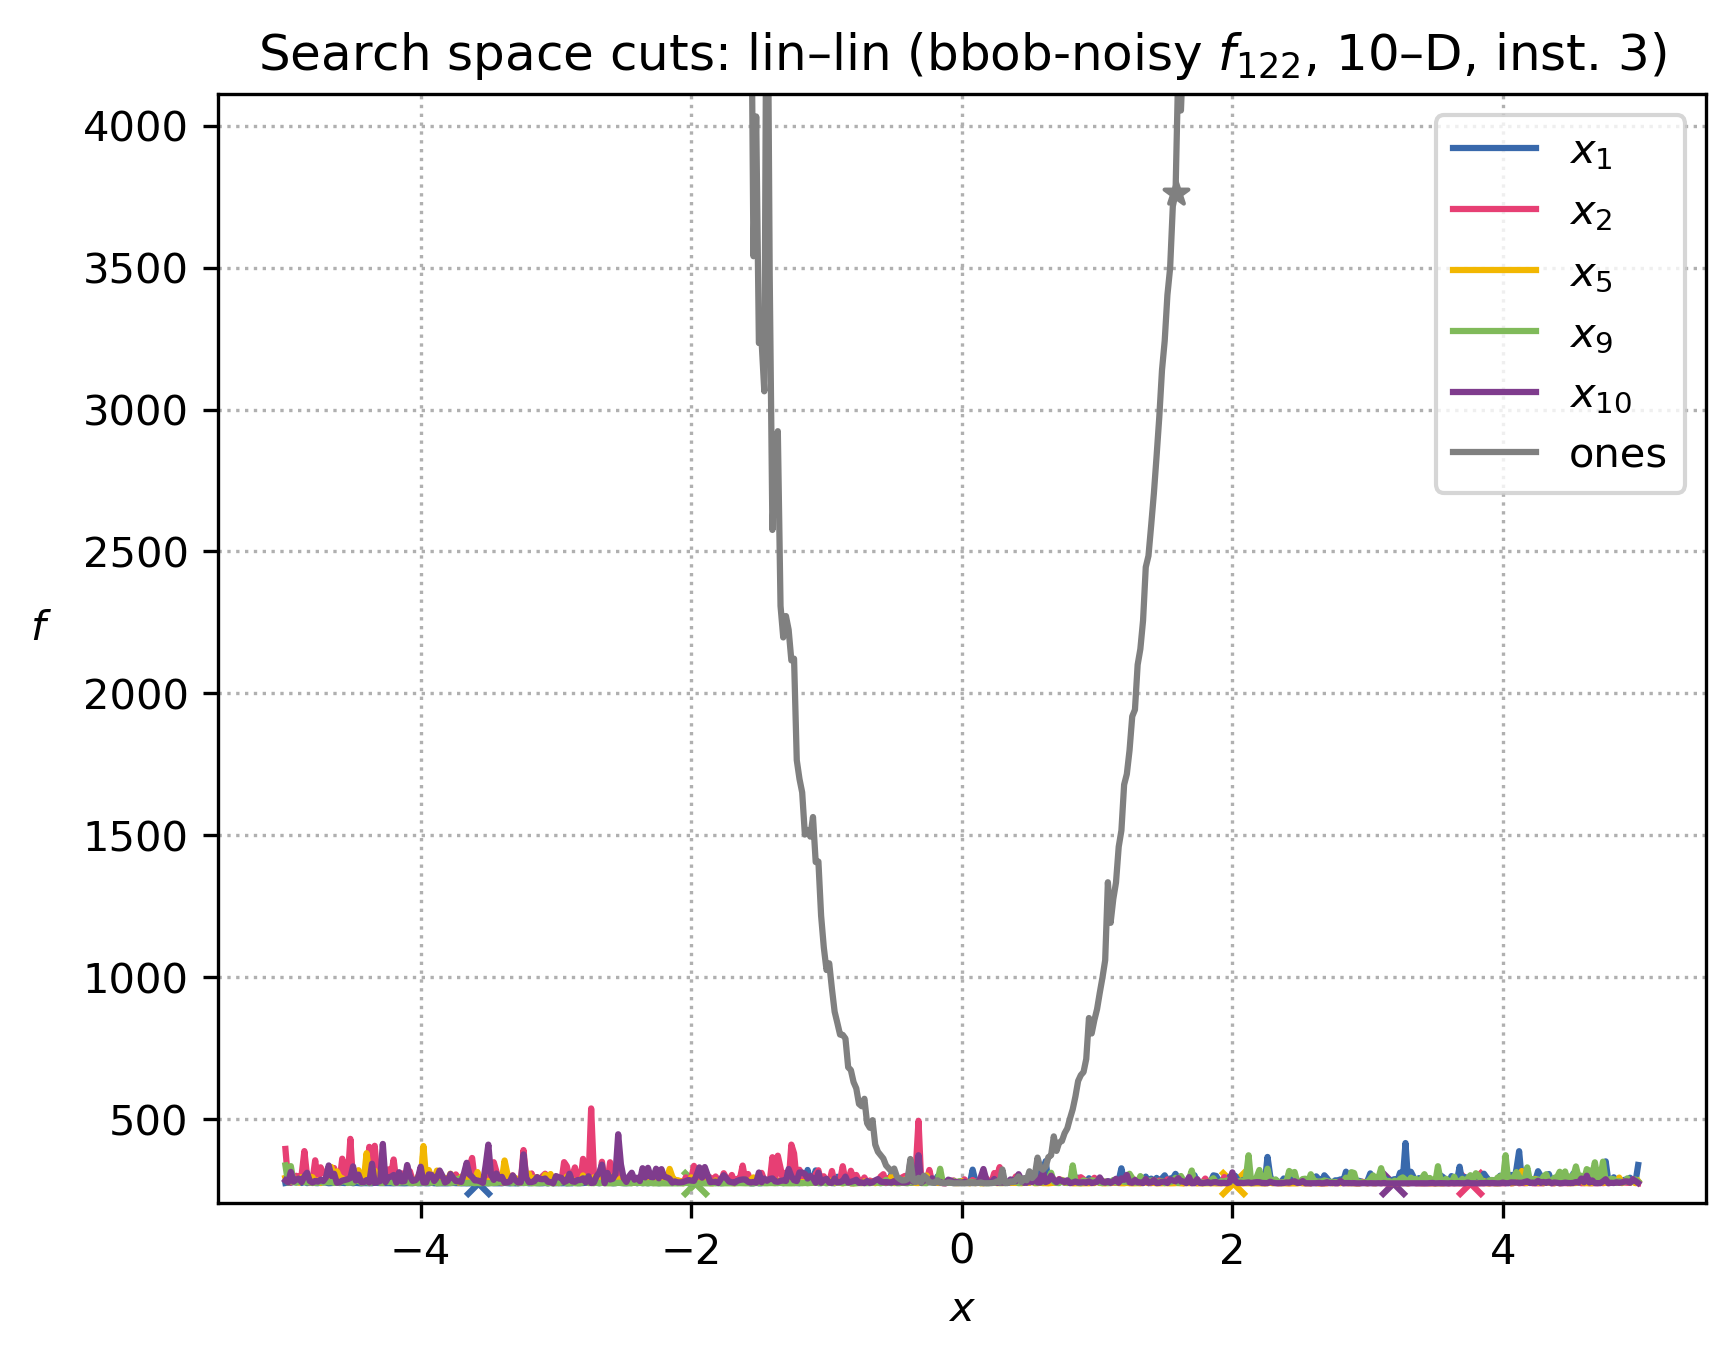 Search space cuts: lin–lin (bbob-noisy f₁₂₂, 10–D, inst. 3)
4000
3500
3000
2500
2000
1500
1000
500
f
−4
−2
0
2
4
x
x₁
x₂
x₅
x₉
x₁₀
ones